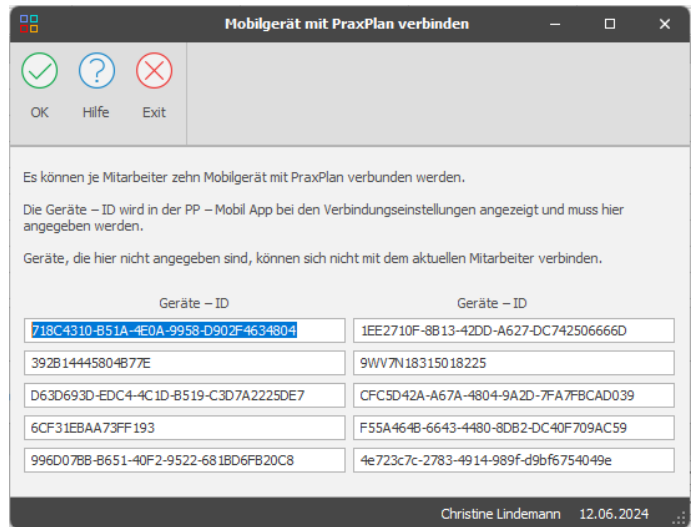 Mobilgerät mit PraxPlan verbinden
OK Hilfe Exit
Es können je Mitarbeiter zehn Mobilgerät mit PraxPlan verbunden werden.
Die Geräte – ID wird in der PP – Mobil App bei den Verbindungseinstellungen angezeigt und muss hier
angegeben werden.
Geräte, die hier nicht angegeben sind, können sich nicht mit dem aktuellen Mitarbeiter verbinden.
Geräte – ID Geräte – ID
718C4310-B51A-4E0A-9958-D902F4634804 1EE2710F-8B13-42DD-A627-DC742506666D
392B14445804B77E 9WV7N18315018225
D63D693D-EDC4-4C1D-B519-C3D7A2225DE7 CFC5D42A-A67A-4804-9A2D-7FA7FBCAD039
6CF31EBAA73FF193 F55A464B-6643-4480-8DB2-DC40F709AC59
996D07BB-B651-40F2-9522-681BD6FB20C8 4e723c7c-2783-4914-989f-d9bf6754049e
Christine Lindemann 12.06.2024